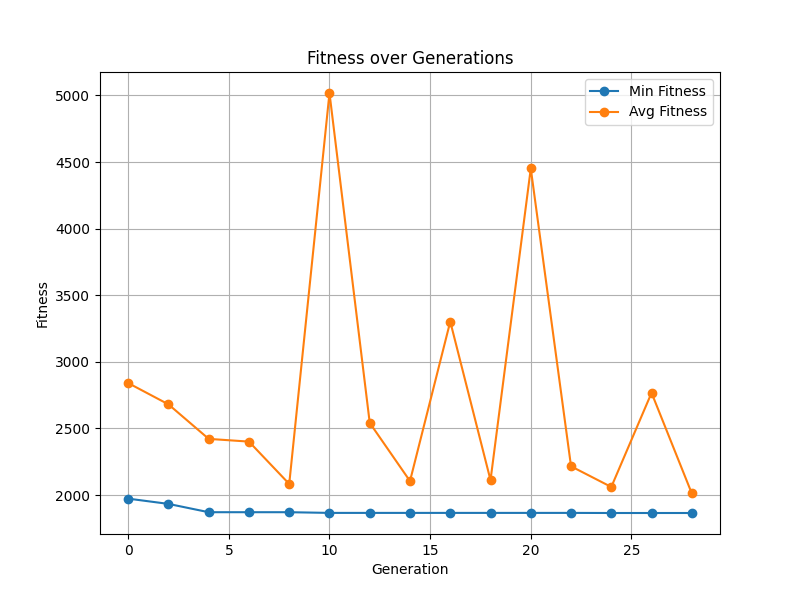 Fitness over Generations
Min Fitness
Avg Fitness
Fitness
5000
4500
4000
3500
3000
2500
2000
0 5 10 15 20 25
Generation